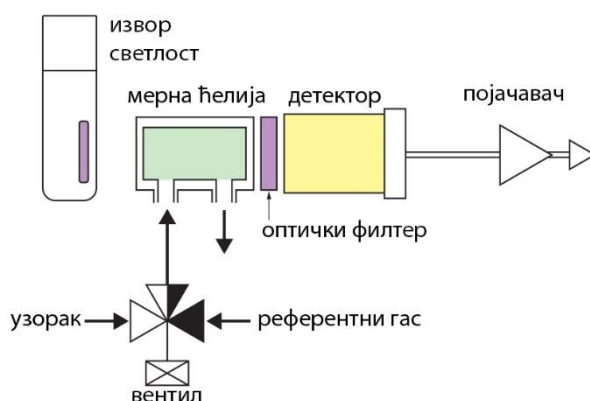 извор
светлост
мерна ћелија
детектор
појачавач
оптички филтер
узорак
референтни гас
вентил